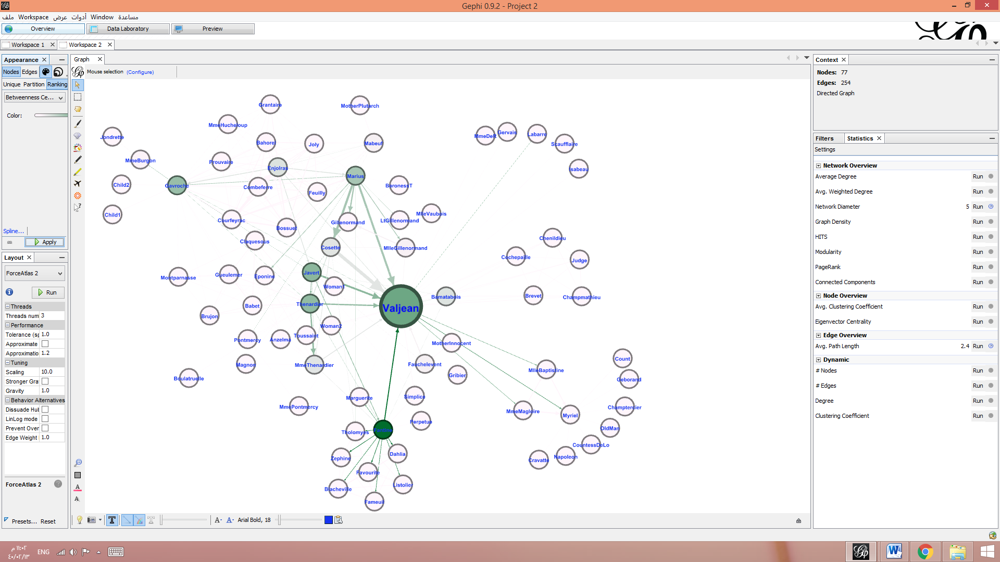 Gephi 0.9.2 - Project 2
ملف Workspace عرض أدوات Window مساعدة
Overview Data Laboratory Preview
Workspace 1 Workspace 2
Appearance
Nodes Edges
Unique Partition Ranking
Betweenness Ce...
Color:
Spline...
Apply
Layout
ForceAtlas 2
Run
Threads
Threads num 3
Performance
Tolerance (sp 1.0
Approximate
Approximatio 1.2
Tuning
Scaling 10.0
Stronger Gra
Gravity 1.0
Behavior Alternatives
Dissuade Hub
LinLog mode
Prevent Over
Edge Weight 1.0
ForceAtlas 2
Presets... Reset
Graph
Mouse selection (Configure)
Grantaire
MotherPlutarch
MmeHucheloup
Gervais
MmeDeR
Labarre
Jondrette
Bahorel
Joly
Mabeuf
Scaufflaire
MmeBurgon
Prouvaire
Enjolras
Isabeau
Marius
Child2
Gavroche
Combeferre
BaronessT
Feuilly
Child1
MlleVaubois
Courfeyrac
Gillenormand
LtGillenormand
Bossuet
Chenildieu
Claquesous
Cosette
MlleGillenormand
Cochepaille
Judge
Javert
Montparnasse
Gueulemer
Eponine
Woman1
Bamatabois
Brevet
Champmathieu
Babet
Thenardier
Valjean
Brujon
Woman2
Toussaint
Pontmercy
Anzelma
MotherInnocent
Count
Magnon
MmeThenardier
Fauchelevent
MlleBaptistine
Gribier
Boulatruelle
Geborand
Marguerite
Simplice
MmePontmercy
MmeMagloire
Champtercier
Myriel
Perpetue
OldMan
Tholomyes
CountessDeLo
Zephine
Dahlia
Napoleon
Cravatte
Favourite
Blacheville
Listolier
Fameuil
T T A A Arial Bold, 18
Context
Nodes: 77
Edges: 254
Directed Graph
Filters Statistics
Settings
Network Overview
Average Degree Run
Avg. Weighted Degree Run
Network Diameter 5 Run
Graph Density Run
HITS Run
Modularity Run
PageRank Run
Connected Components Run
Node Overview
Avg. Clustering Coefficient Run
Eigenvector Centrality Run
Edge Overview
Avg. Path Length 2.4 Run
Dynamic
# Nodes Run
# Edges Run
Degree Run
Clustering Coefficient Run
١١:٠٢ م
٤٠/٠٢/١٣
ENG